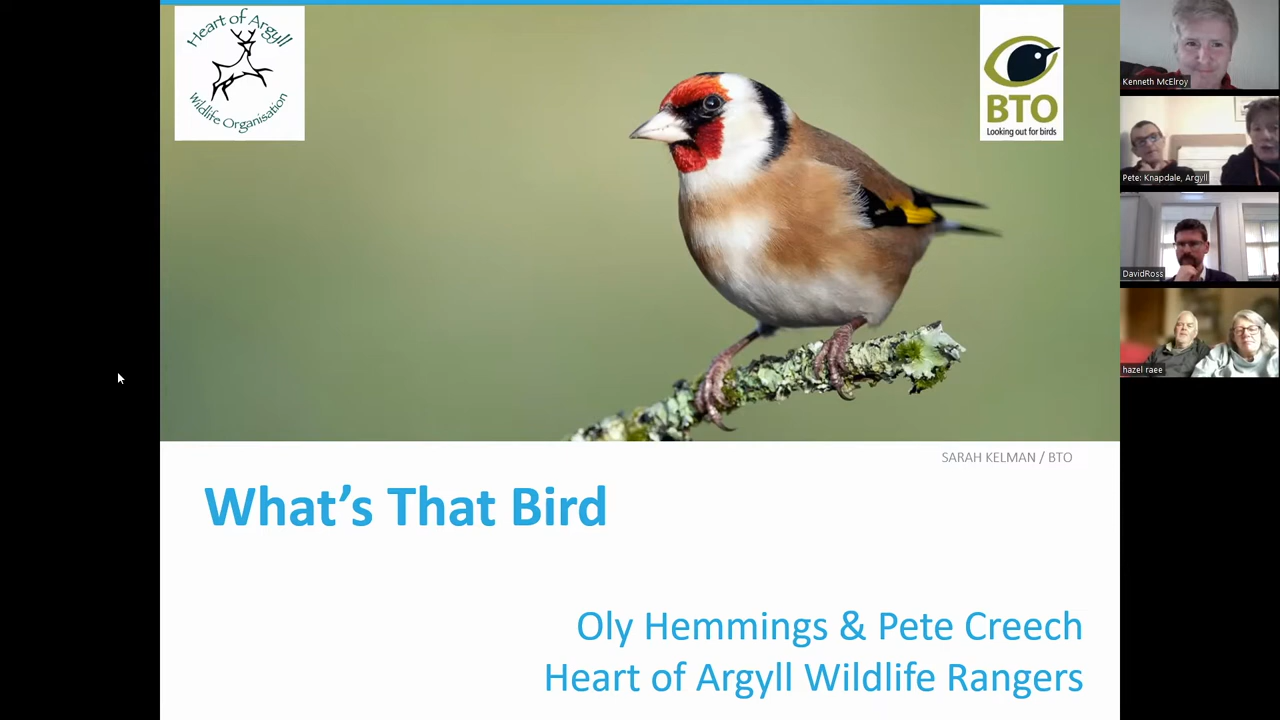 Heart of Argyll
Wildlife Organisation
BTO
Looking out for birds
SARAH KELMAN / BTO
What's That Bird
Oly Hemmings & Pete Creech
Heart of Argyll Wildlife Rangers
Kenneth McElroy
Pete: Knapdale, Argyll
DavidRoss
hazel raee